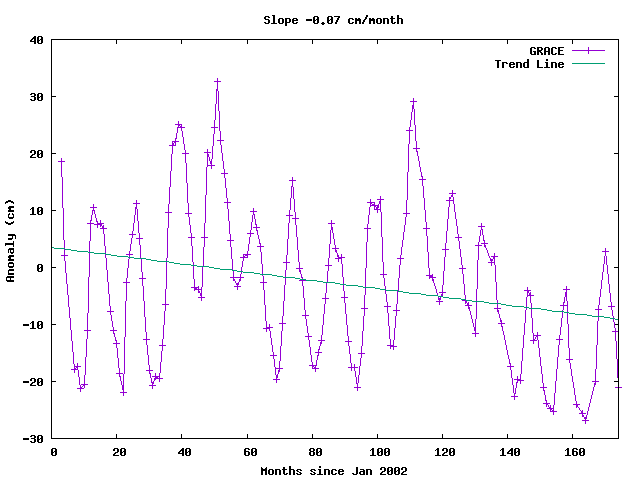 Slope -0.07 cm/month
GRACE
Trend Line
40
30
20
10
0
-10
-20
-30
Anomaly (cm)
0 20 40 60 80 100 120 140 160
Months since Jan 2002